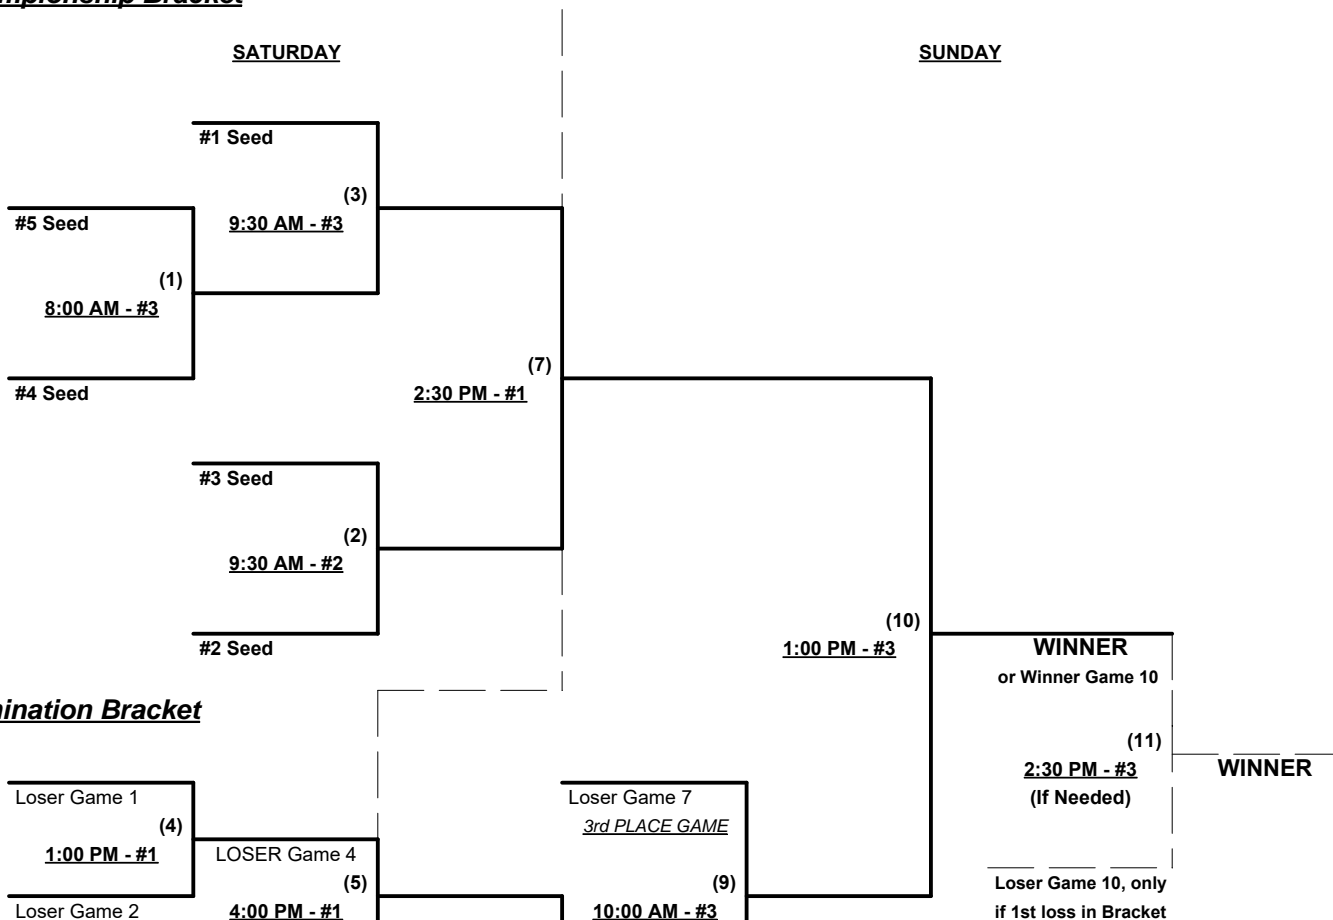 SATURDAY
SUNDAY
#1 Seed
(3)
9:30 AM - #3
#5 Seed
(1)
8:00 AM - #3
#4 Seed
(7)
2:30 PM - #1
#3 Seed
(2)
9:30 AM - #2
#2 Seed
(10)
1:00 PM - #3
WINNER
or Winner Game 10
(11)
2:30 PM - #3
(If Needed)
WINNER
Bracket
Loser Game 1
(4)
1:00 PM - #1
Loser Game 2
LOSER Game 4
(5)
4:00 PM - #1
Loser Game 7
3rd PLACE GAME
(9)
10:00 AM - #3
Loser Game 10, only
if 1st loss in Bracket